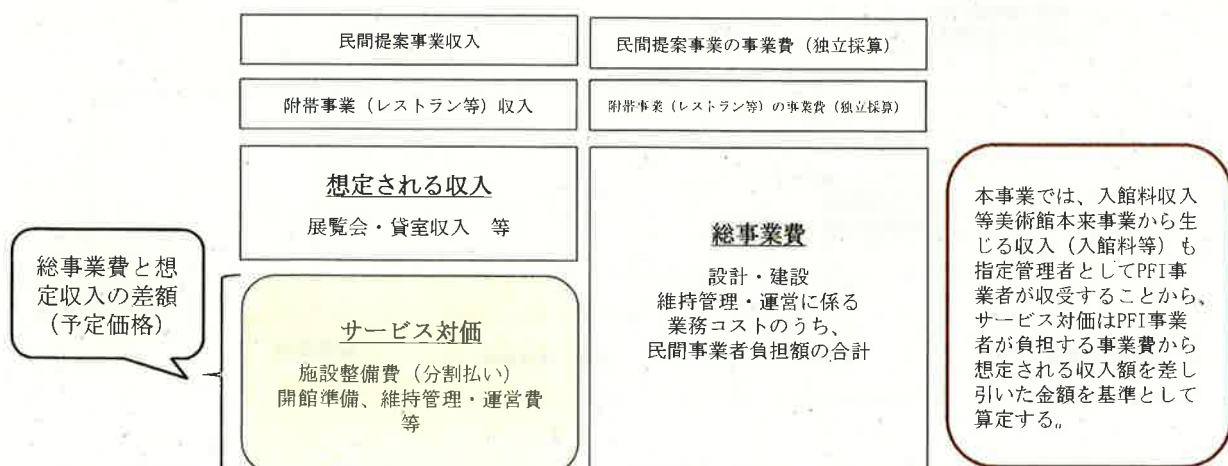 民間提案事業収入
民間提案事業の事業費(独立採算)
附帯事業(レストラン等)収入
附帯事業(レストラン等)の事業費(独立採算)
想定される収入
展覧会・貸室収入 等
総事業費と想
定収入の差額
(予定価格)
サービス対価
施設整備費(分割払い)
開館準備、維持管理・運営費
等
総事業費
設計・建設
維持管理・運営に係る
業務コストのうち、
民間事業者負担額の合計
本事業では、入館料収入
等美術館本来事業から生
じる収入(入館料等)も
指定管理者としてPFI事
業者が収受することから、
サービス対価はPFI事業
者が負担する事業費から
想定される収入額を差し
引いた金額を基準として
算定する。